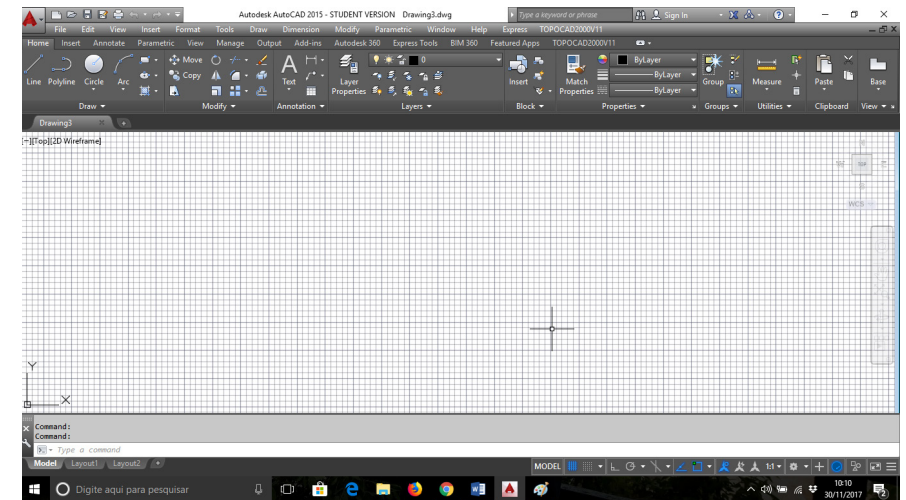 Autodesk AutoCAD 2015 - STUDENT VERSION Drawing3.dwg Type a keyword or phrase Sign In
File Edit View Insert Format Tools Draw Dimension Modify Parametric Window Help Express TOPOCAD2000V11
Home Insert Annotate Parametric View Manage Output Add-ins Autodesk 360 Express Tools BIM 360 Featured Apps TOPOCAD2000V11
Move 0 ByLayer
Copy ByLayer
Line Polyline Circle Arc Text Layer Properties Insert Match Properties ByLayer Group Measure Paste Base
Draw Modify Annotation Layers Block Properties Groups Utilities Clipboard View
Drawing3
[-][Top][2D Wireframe]
TOP
WCS
Y
X
Command:
Command:
Type a command
Model Layout1 Layout2 + MODEL 1:1
Digite aqui para pesquisar 10:10
30/11/2017